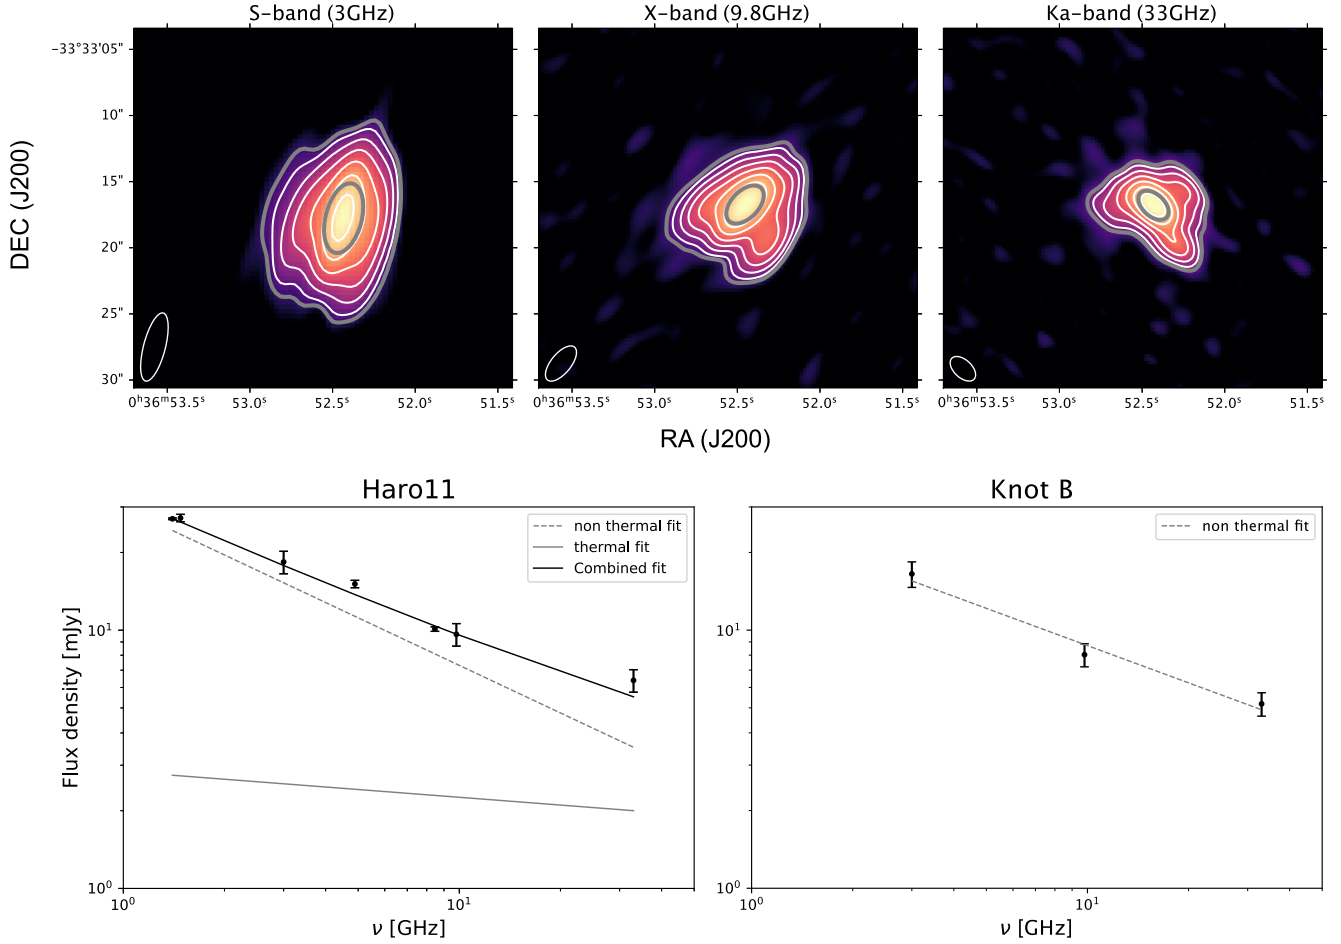 S-band (3GHz)
X-band (9.8GHz)
Ka-band (33GHz)
−33°33'05"
10"
15"
20"
25"
30"
DEC (J200)
0ʰ36ᵐ53.5ˢ 53.0ˢ 52.5ˢ 52.0ˢ 51.5ˢ
0ʰ36ᵐ53.5ˢ 53.0ˢ 52.5ˢ 52.0ˢ 51.5ˢ
0ʰ36ᵐ53.5ˢ 53.0ˢ 52.5ˢ 52.0ˢ 51.5ˢ
RA (J200)
Haro11
non thermal fit
thermal fit
Combined fit
Flux density [mJy]
10¹
10⁰
10⁰ 10¹
ν [GHz]
Knot B
non thermal fit
10¹
10⁰
10⁰ 10¹
ν [GHz]